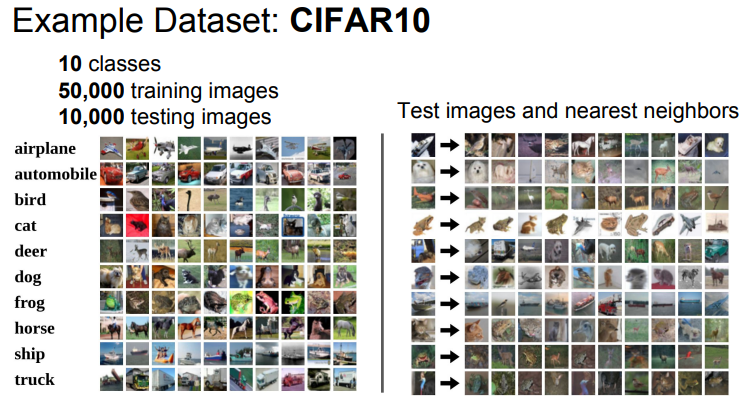 Example Dataset: CIFAR10
10 classes
50,000 training images
10,000 testing images
airplane
automobile
bird
cat
deer
dog
frog
horse
ship
truck
Test images and nearest neighbors